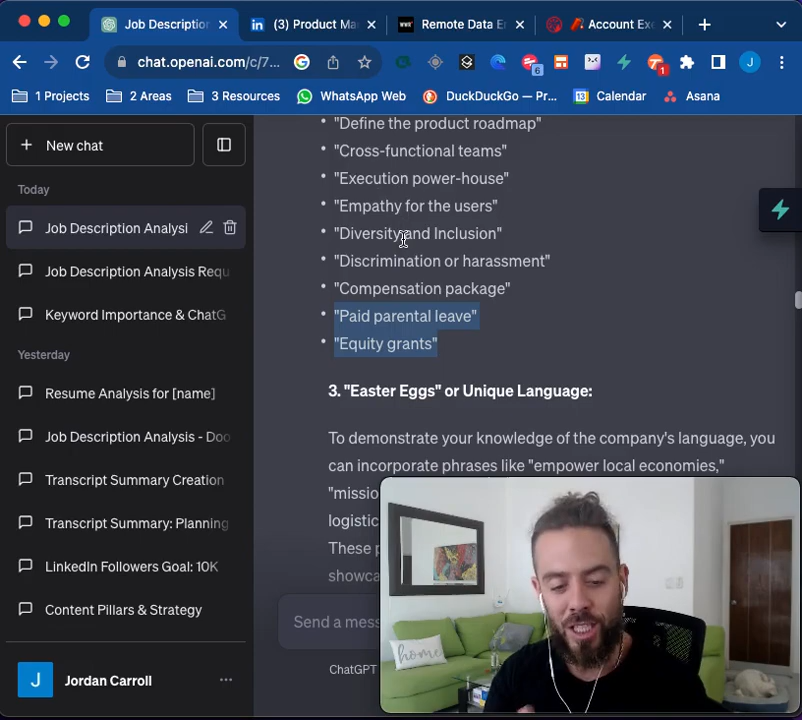 Job Description
(3) Product Ma
Remote Data E
Account Exe
chat.openai.com/c/7...
6
1
J
1 Projects
2 Areas
3 Resources
WhatsApp Web
DuckDuckGo — Pr...
13
Calendar
Asana
New chat
Today
Job Description Analysi
Job Description Analysis Requ
Keyword Importance & ChatG
Yesterday
Resume Analysis for [name]
Job Description Analysis - Doo
Transcript Summary Creation
Transcript Summary: Planning
LinkedIn Followers Goal: 10K
Content Pillars & Strategy
J
Jordan Carroll
"Define the product roadmap"
"Cross-functional teams"
"Execution power-house"
"Empathy for the users"
"Diversity and Inclusion"
"Discrimination or harassment"
"Compensation package"
"Paid parental leave"
"Equity grants"
3. "Easter Eggs" or Unique Language:
To demonstrate your knowledge of the company's language, you
can incorporate phrases like "empower local economies,"
"missio
logistic
These p
showca
Send a mess
ChatGPT
home